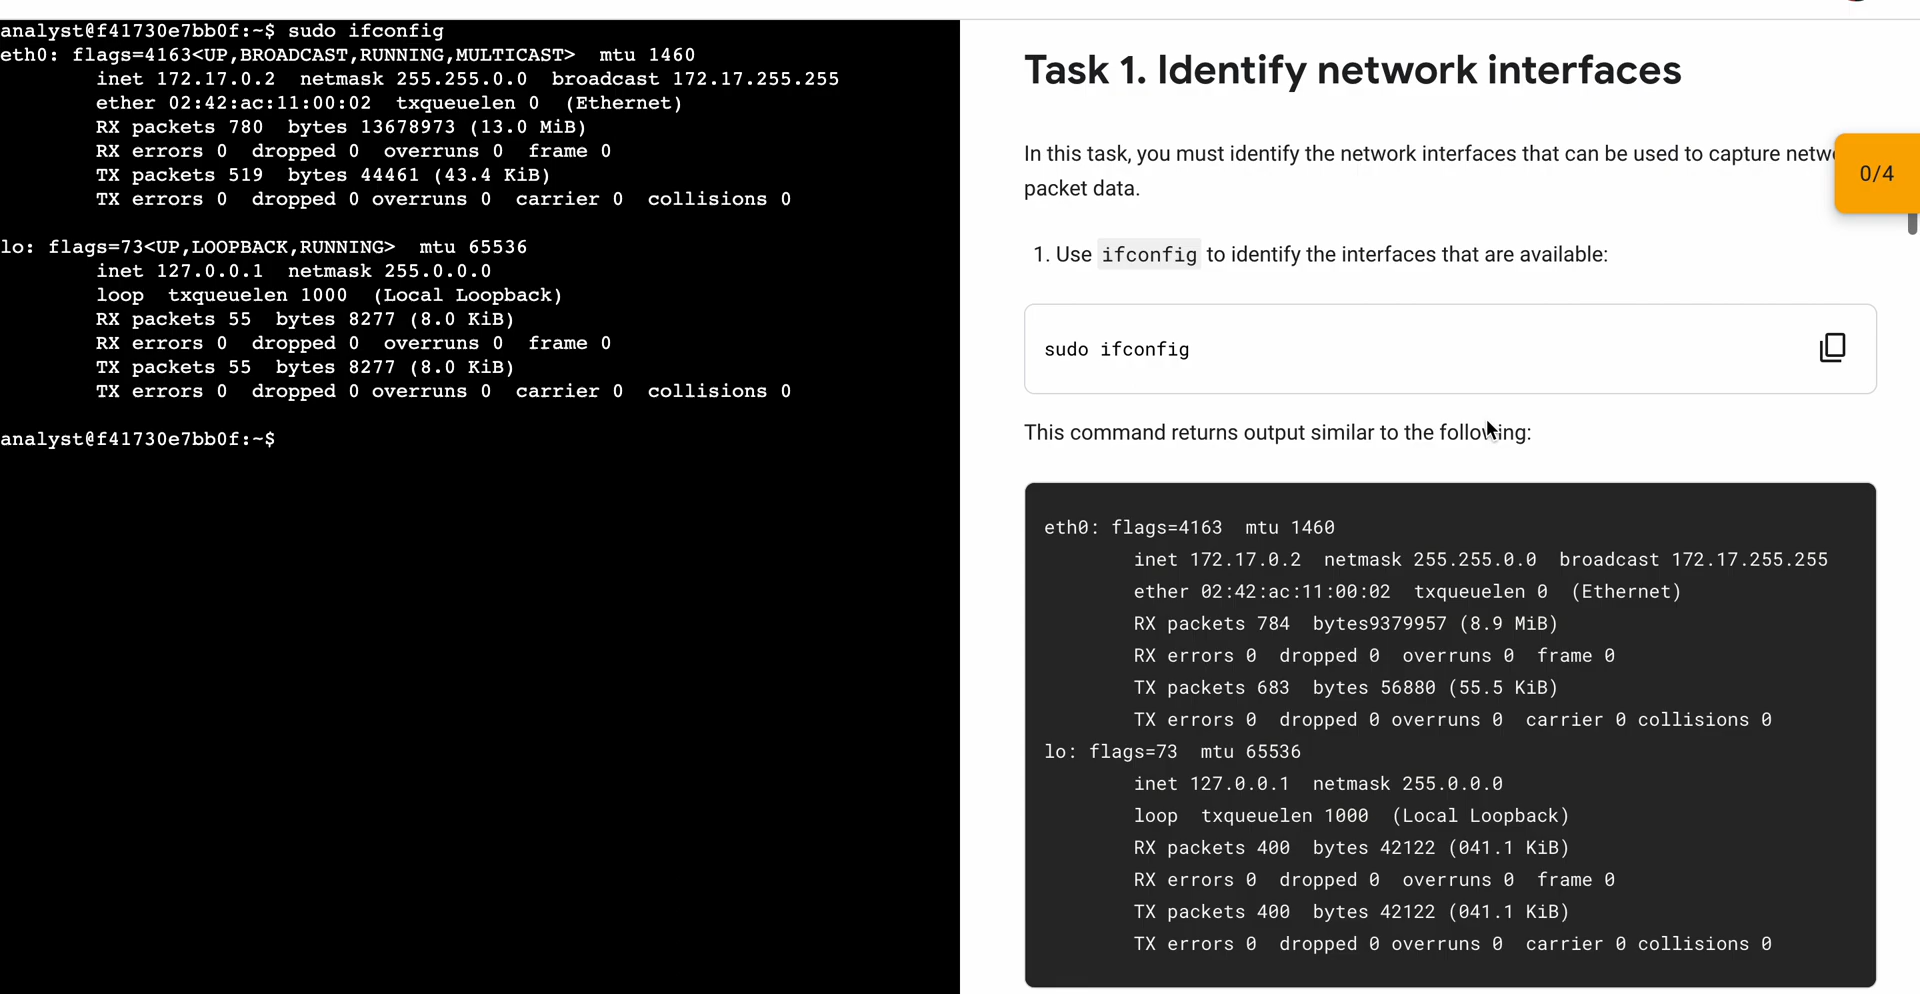 analyst@f41730e7bb0f:~$ sudo ifconfig
eth0: flags=4163<UP,BROADCAST,RUNNING,MULTICAST>  mtu 1460
        inet 172.17.0.2  netmask 255.255.0.0  broadcast 172.17.255.255
        ether 02:42:ac:11:00:02  txqueuelen 0  (Ethernet)
        RX packets 780  bytes 13678973 (13.0 MiB)
        RX errors 0  dropped 0  overruns 0  frame 0
        TX packets 519  bytes 44461 (43.4 KiB)
        TX errors 0  dropped 0 overruns 0  carrier 0  collisions 0
lo: flags=73<UP,LOOPBACK,RUNNING>  mtu 65536
        inet 127.0.0.1  netmask 255.0.0.0
        loop  txqueuelen 1000  (Local Loopback)
        RX packets 55  bytes 8277 (8.0 KiB)
        RX errors 0  dropped 0  overruns 0  frame 0
        TX packets 55  bytes 8277 (8.0 KiB)
        TX errors 0  dropped 0 overruns 0  carrier 0  collisions 0
analyst@f41730e7bb0f:~$
Task 1. Identify network interfaces
In this task, you must identify the network interfaces that can be used to capture netw
packet data.
0/4
1. Use ifconfig to identify the interfaces that are available:
sudo ifconfig
This command returns output similar to the following:
eth0: flags=4163  mtu 1460
        inet 172.17.0.2  netmask 255.255.0.0  broadcast 172.17.255.255
        ether 02:42:ac:11:00:02  txqueuelen 0  (Ethernet)
        RX packets 784  bytes9379957 (8.9 MiB)
        RX errors 0  dropped 0  overruns 0  frame 0
        TX packets 683  bytes 56880 (55.5 KiB)
        TX errors 0  dropped 0 overruns 0  carrier 0 collisions 0
lo: flags=73  mtu 65536
        inet 127.0.0.1  netmask 255.0.0.0
        loop  txqueuelen 1000  (Local Loopback)
        RX packets 400  bytes 42122 (041.1 KiB)
        RX errors 0  dropped 0  overruns 0  frame 0
        TX packets 400  bytes 42122 (041.1 KiB)
        TX errors 0  dropped 0 overruns 0  carrier 0 collisions 0